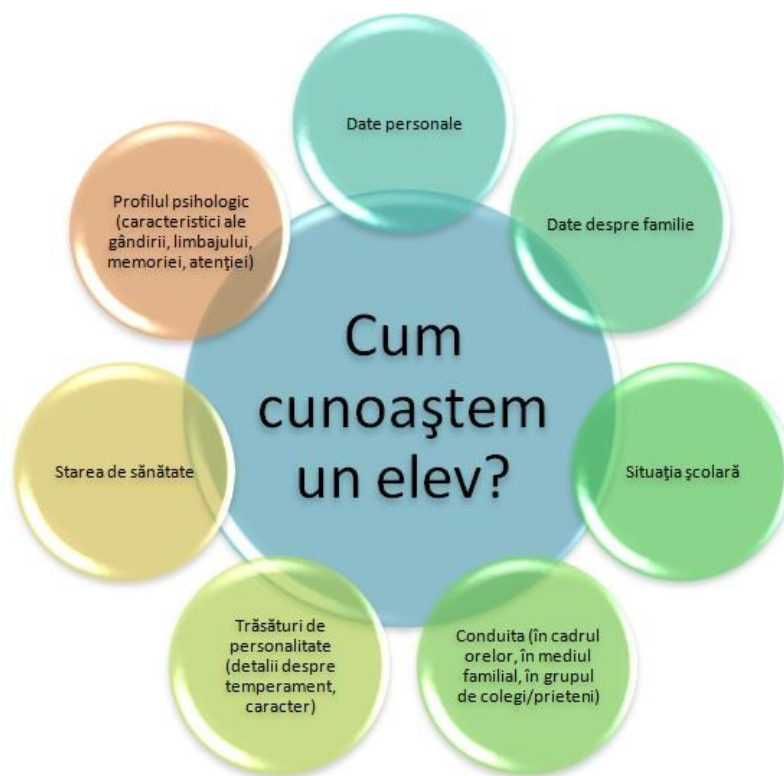 Date personale
Date despre familie
Situaţia şcolară
Conduita (în cadrul
orelor, în mediul
familial, în grupul
de colegi/prieteni)
Trăsături de
personalitate
(detalii despre
temperament,
caracter)
Starea de sănătate
Profilul psihologic
(caracteristici ale
gândirii, limbajului,
memoriei, atenţiei)
Cum
cunoaştem
un elev?